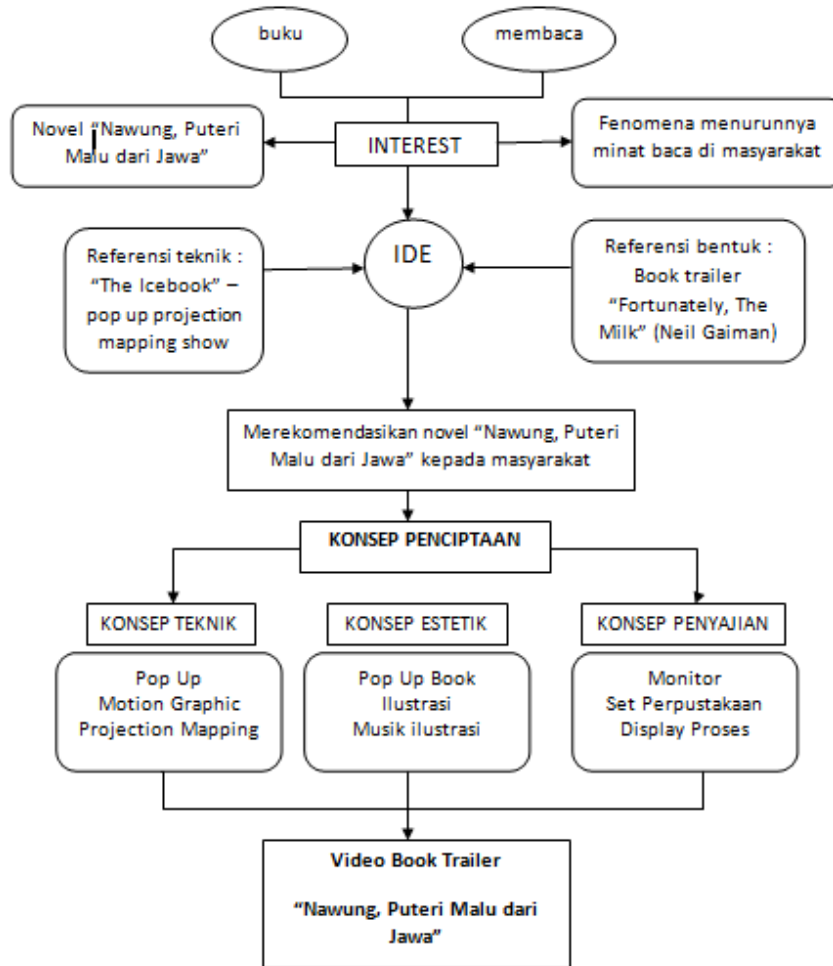 buku
membaca
Novel “Nawung, Puteri
Malu dari Jawa”
INTEREST
Fenomena menurunnya
minat baca di masyarakat
Referensi teknik :
“The Icebook” –
pop up projection
mapping show
IDE
Referensi bentuk :
Book trailer
“Fortunately, The
Milk” (Neil Gaiman)
Merekomendasikan novel “Nawung, Puteri
Malu dari Jawa” kepada masyarakat
KONSEP PENCIPTAAN
KONSEP TEKNIK
KONSEP ESTETIK
KONSEP PENYAJIAN
Pop Up
Motion Graphic
Projection Mapping
Pop Up Book
Ilustrasi
Musik ilustrasi
Monitor
Set Perpustakaan
Display Proses
Video Book Trailer
“Nawung, Puteri Malu dari
Jawa”